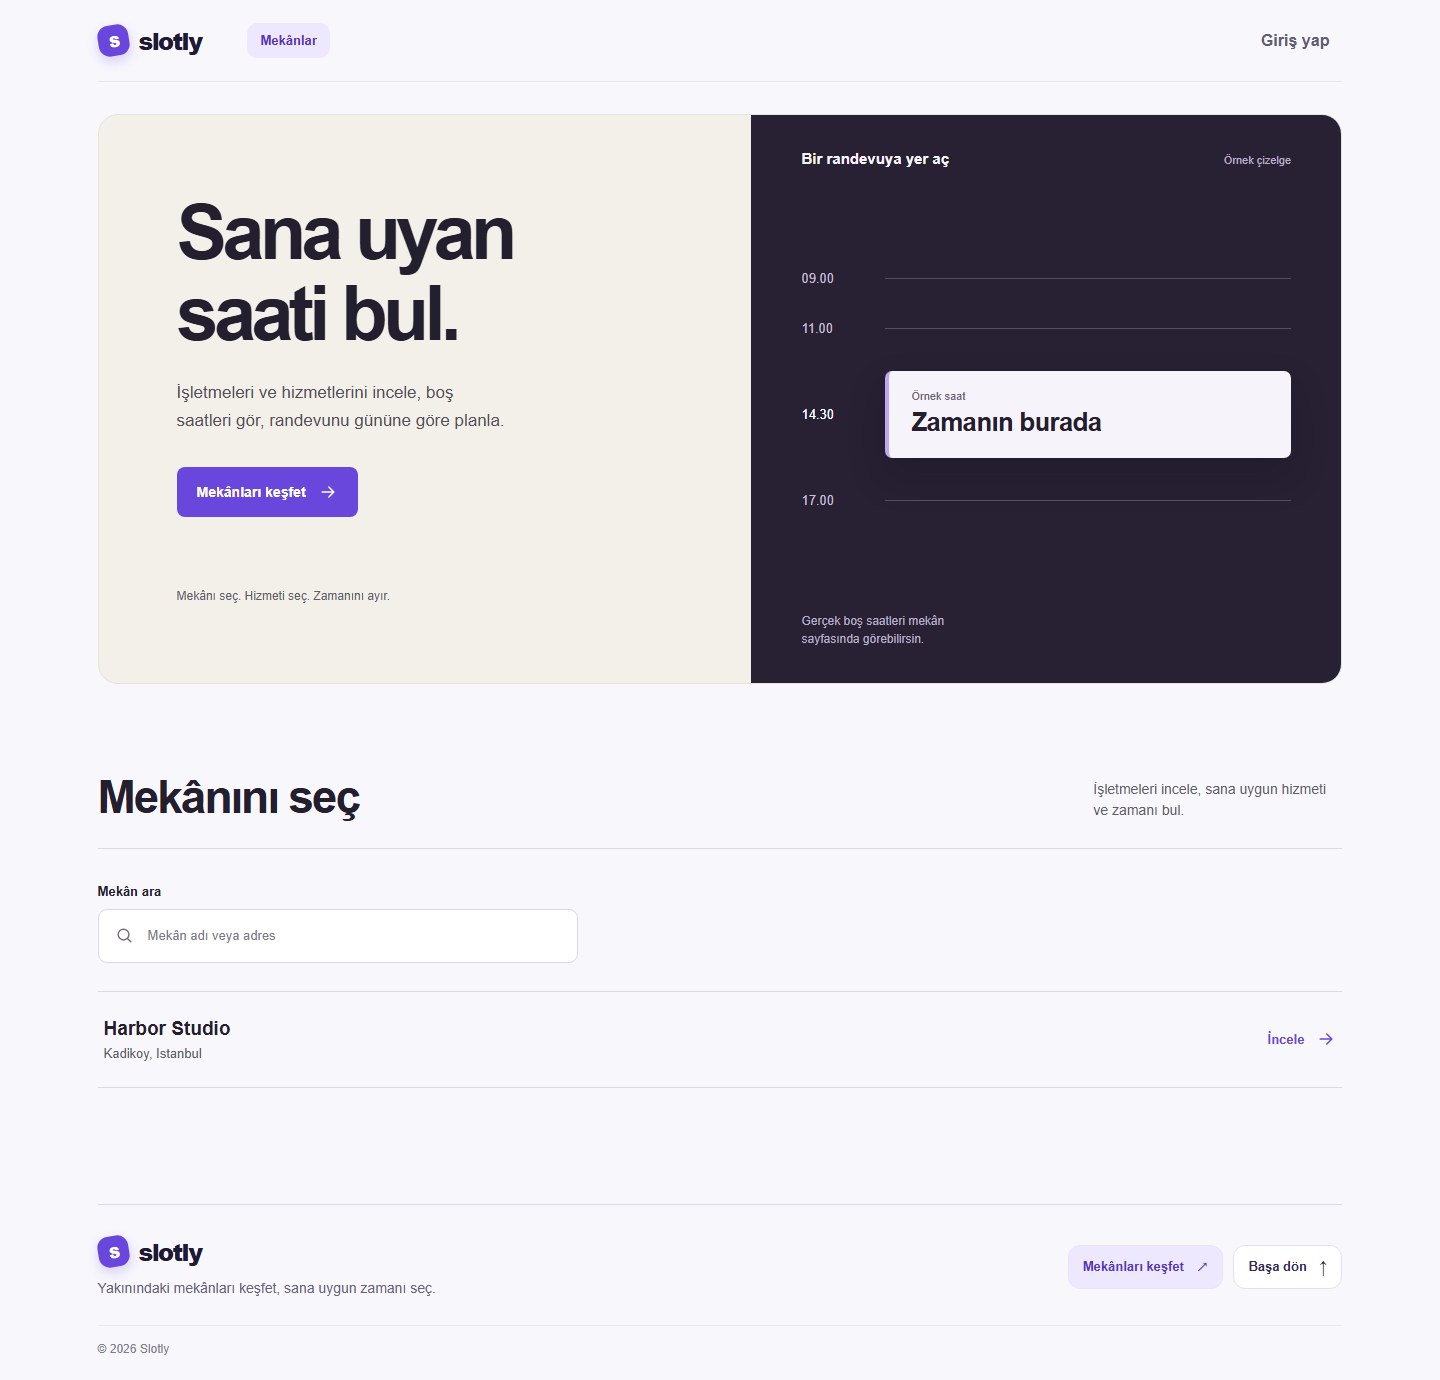 s slotly
Mekânlar
Giriş yap
Sana uyan
saati bul.
İşletmeleri ve hizmetlerini incele, boş
saatleri gör, randevunu gününe göre planla.
Mekânları keşfet →
Mekânı seç. Hizmeti seç. Zamanını ayır.
Bir randevuya yer aç
Örnek çizelge
09.00
11.00
14.30
Örnek saat
Zamanın burada
17.00
Gerçek boş saatleri mekân
sayfasında görebilirsin.
Mekânını seç
İşletmeleri incele, sana uygun hizmeti
ve zamanı bul.
Mekân ara
Mekân adı veya adres
Harbor Studio
Kadikoy, Istanbul
İncele →
s slotly
Yakınındaki mekânları keşfet, sana uygun zamanı seç.
Mekânları keşfet ↗
Başa dön ↑
© 2026 Slotly